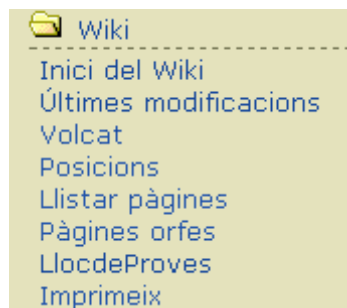 Wiki
Inici del Wiki
Últimes modificacions
Volcat
Posicions
Llistar pàgines
Pàgines orfes
LlocdeProves
Imprimeix